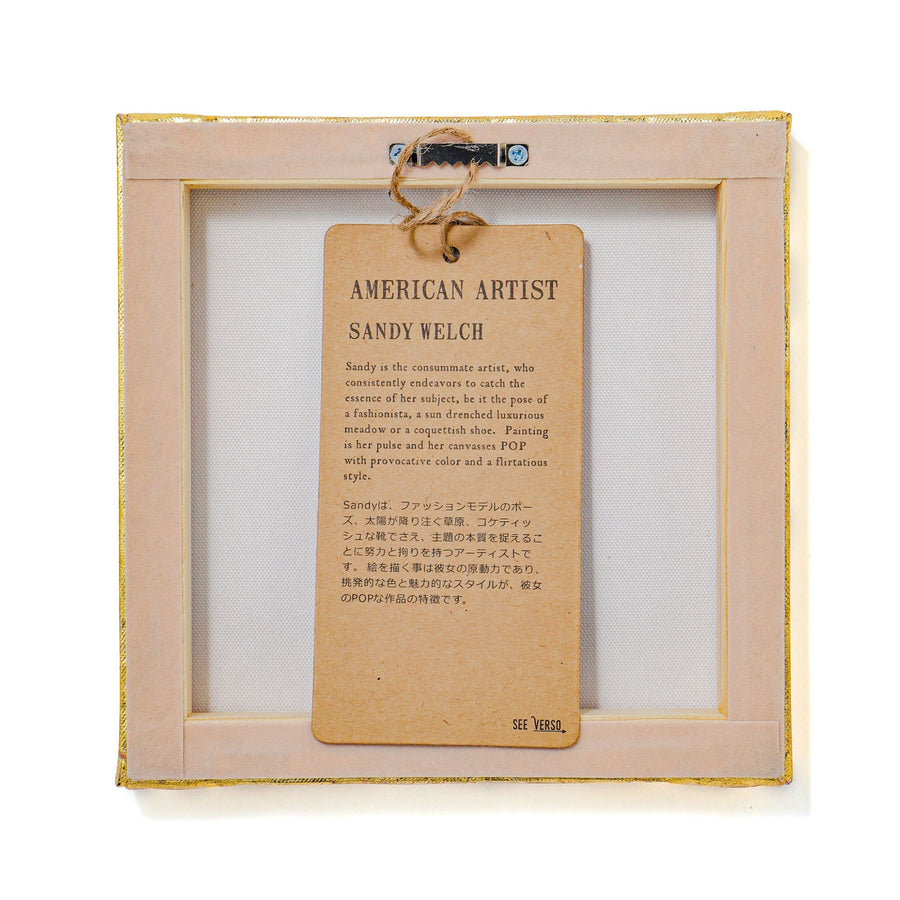 AMERICAN ARTIST
SANDY WELCH
Sandy is the consummate artist, who
consistently endeavors to catch the
essence of her subject, be it the pose of
a fashionista, a sun drenched luxurious
meadow or a coquettish shoe. Painting
is her pulse and her canvasses POP
with provocative color and a flirtatious
style.
Sandyは、ファッションモデルのポー
ズ、太陽が降り注ぐ草原、コケティッ
シュな靴でさえ、主題の本質を捉えるこ
とに努力と拘りを持つアーティストで
す。 絵を描く事は彼女の原動力であり、
挑発的な色と魅力的なスタイルが、彼女
のPOPな作品の特徴です。
SEE VERSO